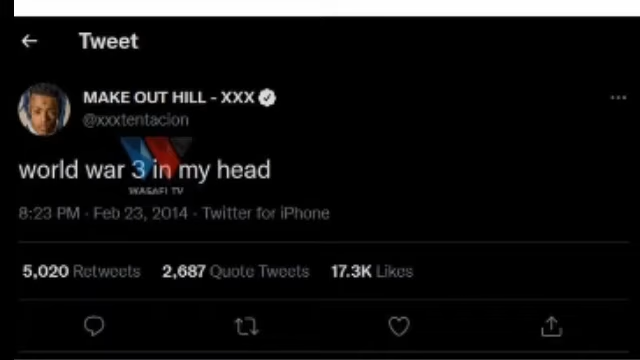 Tweet
MAKE OUT HILL - XXX
@xxxtentacion
world war 3 in my head
WASAFI TV
8:23 PM · Feb 23, 2014 · Twitter for iPhone
5,020 Retweets 2,687 Quote Tweets 17.3K Likes